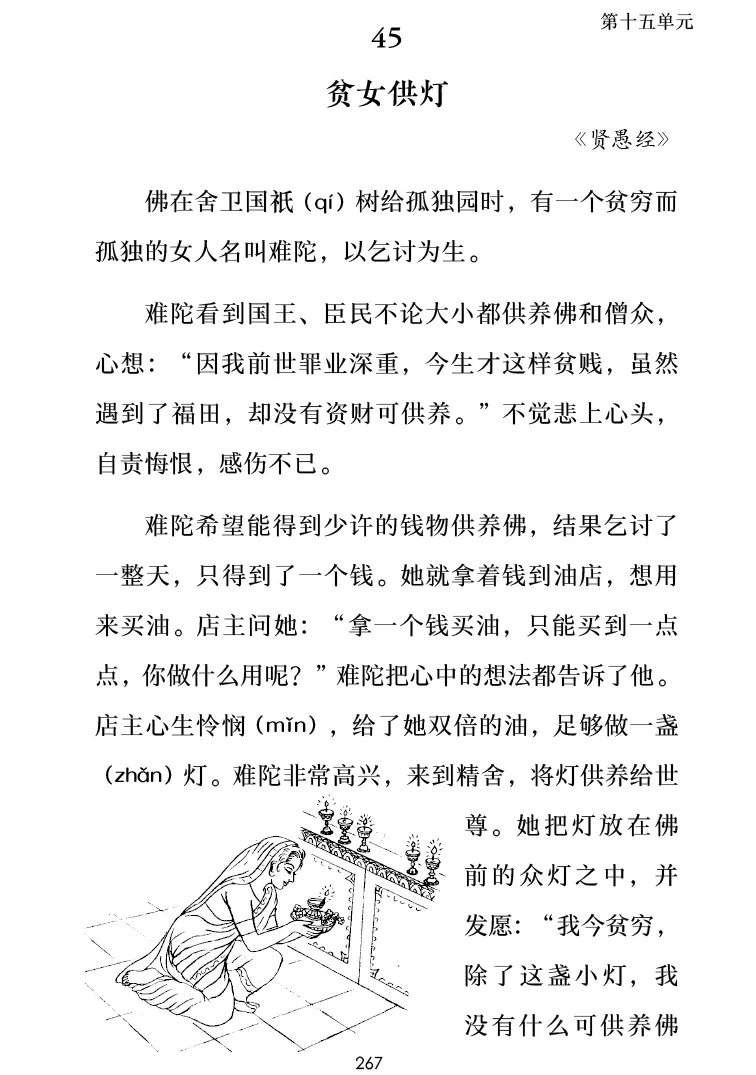 第十五单元
45
贫女供灯
《贤愚经》
佛在舍卫国祇（qí）树给孤独园时，有一个贫穷而
孤独的女人名叫难陀，以乞讨为生。
难陀看到国王、臣民不论大小都供养佛和僧众，
心想：“因我前世罪业深重，今生才这样贫贱，虽然
遇到了福田，却没有资财可供养。”不觉悲上心头，
自责悔恨，感伤不已。
难陀希望能得到少许的钱物供养佛，结果乞讨了
一整天，只得到了一个钱。她就拿着钱到油店，想用
来买油。店主问她：“拿一个钱买油，只能买到一点
点，你做什么用呢？”难陀把心中的想法都告诉了他。
店主心生怜悯（mǐn），给了她双倍的油，足够做一盏
（zhǎn）灯。难陀非常高兴，来到精舍，将灯供养给世
尊。她把灯放在佛
前的众灯之中，并
发愿：“我今贫穷，
除了这盏小灯，我
没有什么可供养佛
267